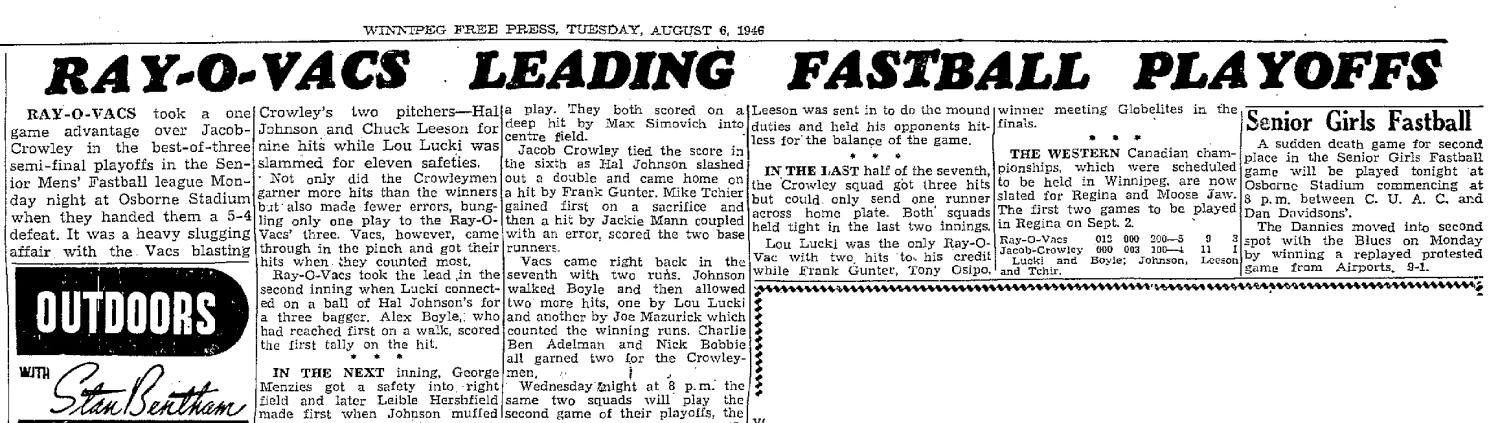 WINNIPEG FREE PRESS, TUESDAY, AUGUST 6, 1946
RAY-O-VACS LEADING FASTBALL PLAYOFFS
RAY-O-VACS took a one
game advantage over Jacob-
Crowley in the best-of-three
semi-final playoffs in the Sen-
ior Mens' Fastball league Mon-
day night at Osborne Stadium
when they handed them a 5-4
defeat. It was a heavy slugging
affair with the Vacs blasting
OUTDOORS
WITH
Stan Bentham
Crowley's two pitchers—Hal
Johnson and Chuck Leeson for
nine hits while Lou Lucki was
slammed for eleven safeties.
Not only did the Crowleymen
garner more hits than the winners
but also made fewer errors, bung-
ling only one play to the Ray-O-
Vacs' three. Vacs, however, came
through in the pinch and got their
hits when they counted most.
Ray-O-Vacs took the lead in the
second inning when Lucki connect-
ed on a ball of Hal Johnson's for
a three bagger. Alex Boyle, who
had reached first on a walk, scored
the first tally on the hit.
* * *
IN THE NEXT inning, George
Menzies got a safety into right
field and later Leible Hershfield
made first when Johnson muffed
a play. They both scored on a
deep hit by Max Simovich into
centre field.
Jacob Crowley tied the score in
the sixth as Hal Johnson slashed
out a double and came home on
a hit by Frank Gunter. Mike Tchier
gained first on a sacrifice and
then a hit by Jackie Mann coupled
with an error, scored the two base
runners.
Vacs came right back in the
seventh with two runs. Johnson
walked Boyle and then allowed
two more hits, one by Lou Lucki
and another by Joe Mazurick which
counted the winning runs. Charlie
Ben Adelman and Nick Bobbie
all garned two for the Crowley-
men.
Wednesday night at 8 p.m. the
same two squads will play the
second game of their playoffs, the
Leeson was sent in to do the mound
duties and held his opponents hit-
less for the balance of the game.
* * *
IN THE LAST half of the seventh,
the Crowley squad got three hits
but could only send one runner
across home plate. Both squads
held tight in the last two innings.
Lou Lucki was the only Ray-O-
Vac with two hits to his credit
while Frank Gunter, Tony Osipo,
winner meeting Globelites in the
finals.
* * *
THE WESTERN Canadian cham-
pionships, which were scheduled
to be held in Winnipeg, are now
slated for Regina and Moose Jaw.
The first two games to be played
in Regina on Sept. 2.
Ray-O-Vacs 012 000 200—5 9 3
Jacob-Crowley 000 003 100—4 11 1
Lucki and Boyle; Johnson, Leeson
and Tchir.
Senior Girls Fastball
A sudden death game for second
place in the Senior Girls Fastball
game will be played tonight at
Osborne Stadium commencing at
8 p.m. between C. U. A. C. and
Dan Davidsons'.
The Dannies moved into second
spot with the Blues on Monday
by winning a replayed protested
game from Airports, 9-1.